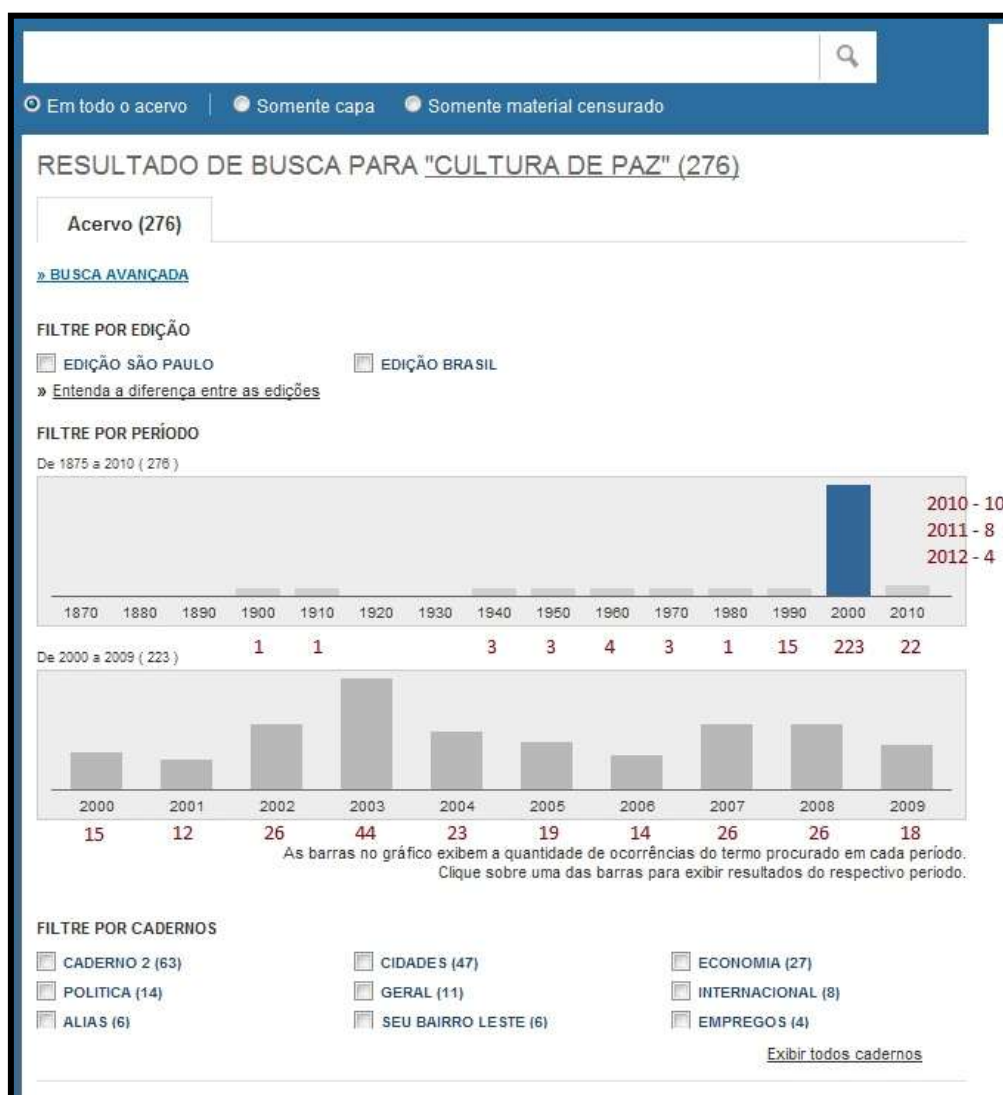 Em todo o acervo | Somente capa Somente material censurado
RESULTADO DE BUSCA PARA "CULTURA DE PAZ" (276)
Acervo (276)
» BUSCA AVANÇADA
FILTRE POR EDIÇÃO
EDIÇÃO SÃO PAULO EDIÇÃO BRASIL
» Entenda a diferença entre as edições
FILTRE POR PERÍODO
De 1875 a 2010 ( 276 )
2010 - 10
2011 - 8
2012 - 4
1870 1880 1890 1900 1910 1920 1930 1940 1950 1960 1970 1980 1990 2000 2010
1 1 3 3 4 3 1 15 223 22
De 2000 a 2009 ( 223 )
2000 2001 2002 2003 2004 2005 2006 2007 2008 2009
15 12 26 44 23 19 14 26 26 18
As barras no gráfico exibem a quantidade de ocorrências do termo procurado em cada período.
Clique sobre uma das barras para exibir resultados do respectivo periodo.
FILTRE POR CADERNOS
CADERNO 2 (63) CIDADES (47) ECONOMIA (27)
POLITICA (14) GERAL (11) INTERNACIONAL (8)
ALIAS (6) SEU BAIRRO LESTE (6) EMPREGOS (4)
Exibir todos cadernos